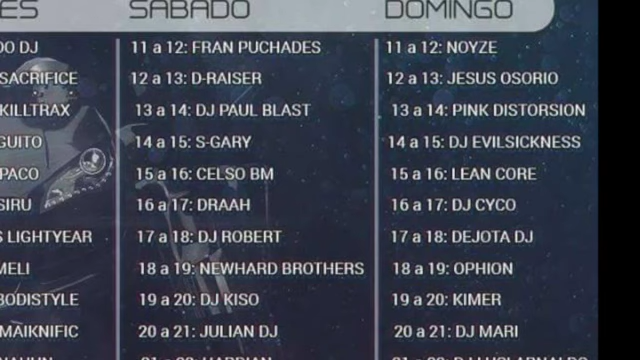 ES
DO DJ
SACRIFICE
KILLTRAX
GUITO
PACO
SIRU
S LIGHTYEAR
MELI
BODISTYLE
MAIKNIFIC
SABADO
11 a 12: FRAN PUCHADES
12 a 13: D-RAISER
13 a 14: DJ PAUL BLAST
14 a 15: S-GARY
15 a 16: CELSO BM
16 a 17: DRAAH
17 a 18: DJ ROBERT
18 a 19: NEWHARD BROTHERS
19 a 20: DJ KISO
20 a 21: JULIAN DJ
DOMINGO
11 a 12: NOYZE
12 a 13: JESUS OSORIO
13 a 14: PINK DISTORSION
14 a 15: DJ EVILSICKNESS
15 a 16: LEAN CORE
16 a 17: DJ CYCO
17 a 18: DEJOTA DJ
18 a 19: OPHION
19 a 20: KIMER
20 a 21: DJ MARI